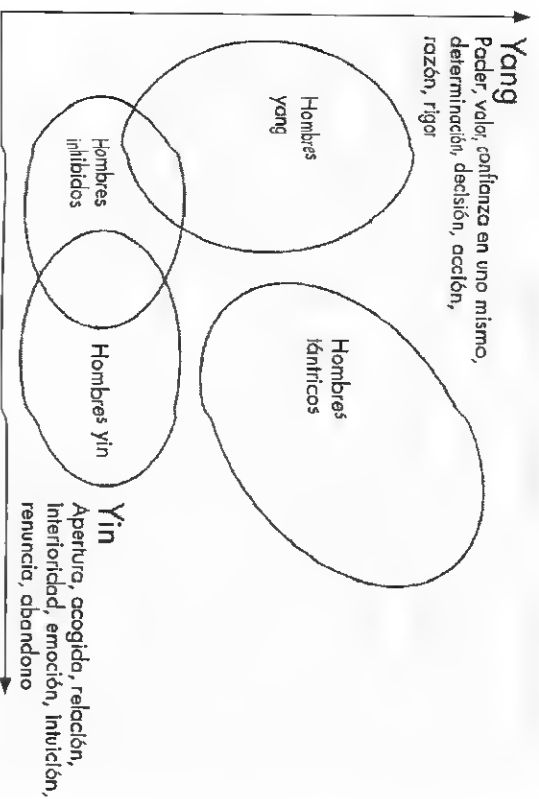 Yang
Poder, valor, confianza en uno mismo,
determinación, decisión, acción,
razón, rigor
Hombres
yang
Hombres
tántricos
Hombres
inhibidos
Hombres yin
Yin
Apertura, acogida, relación,
interioridad, emoción, intuición,
renuncia, abandono